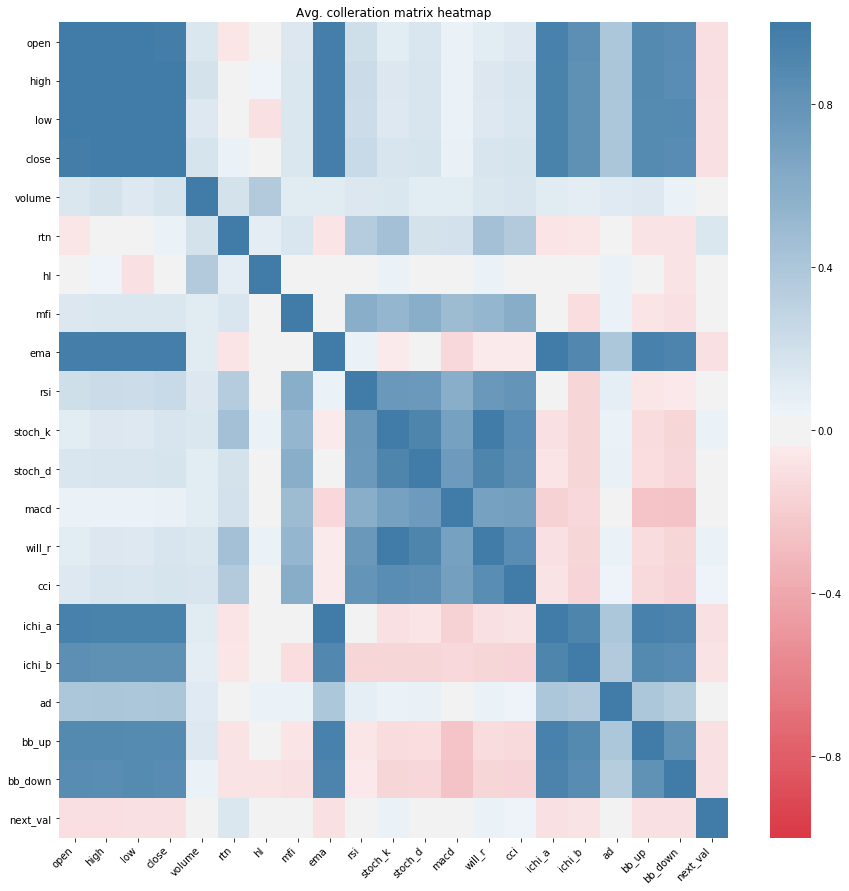 Avg. colleration matrix heatmap
open
high
low
close
volume
rtn
hl
mfi
ema
rsi
stoch_k
stoch_d
macd
will_r
cci
ichi_a
ichi_b
ad
bb_up
bb_down
next_val
open
high
low
close
volume
rtn
hl
mfi
ema
rsi
stoch_k
stoch_d
macd
will_r
cci
ichi_a
ichi_b
ad
bb_up
bb_down
next_val
0.8
0.4
0.0
−0.4
−0.8